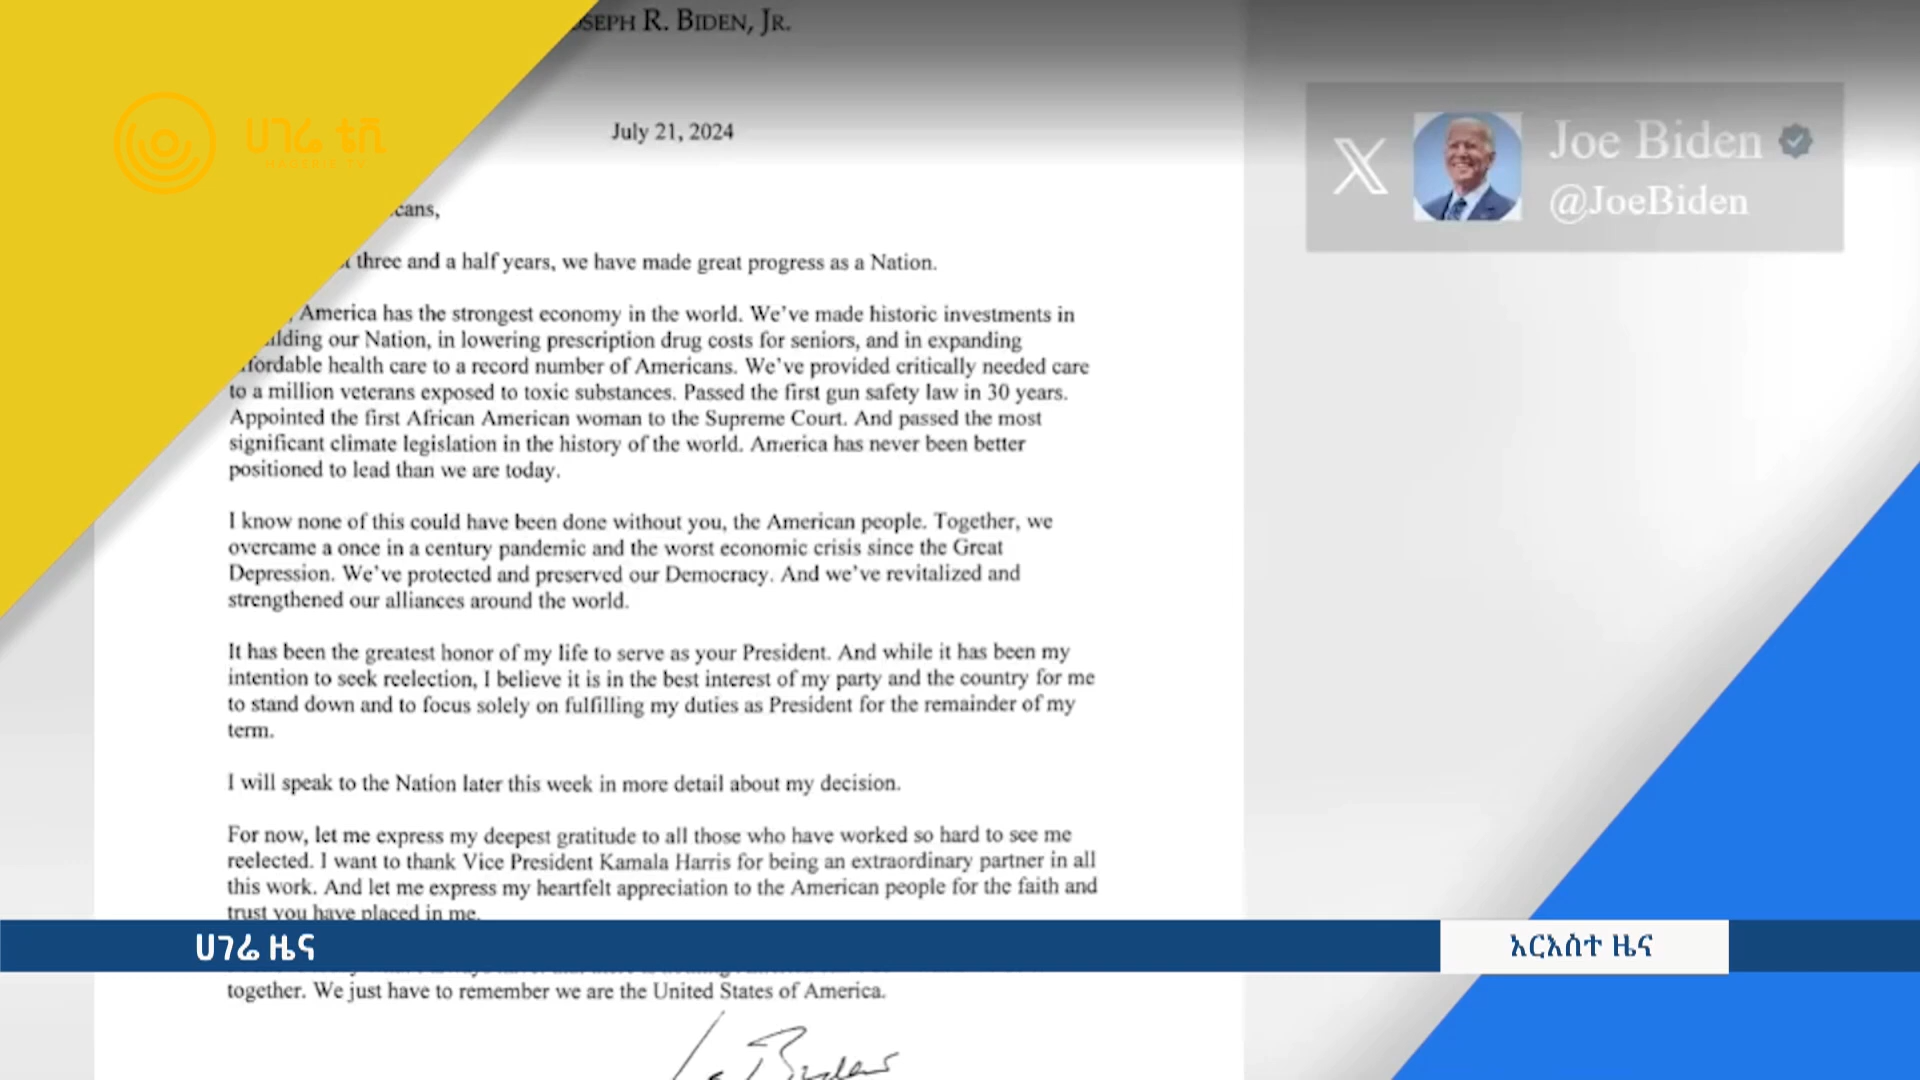 JOSEPH R. BIDEN, JR.
July 21, 2024
ሀገሬ ቲቪ
HAGERIE TV
Joe Biden
@JoeBiden
three and a half years, we have made great progress as a Nation.
America has the strongest economy in the world. We've made historic investments in
our Nation, in lowering prescription drug costs for seniors, and in expanding
health care to a record number of Americans. We've provided critically needed care
to a million veterans exposed to toxic substances. Passed the first gun safety law in 30 years.
Appointed the first African American woman to the Supreme Court. And passed the most
significant climate legislation in the history of the world. America has never been better
positioned to lead than we are today.
I know none of this could have been done without you, the American people. Together, we
overcame a once in a century pandemic and the worst economic crisis since the Great
Depression. We've protected and preserved our Democracy. And we've revitalized and
strengthened our alliances around the world.
It has been the greatest honor of my life to serve as your President. And while it has been my
intention to seek reelection, I believe it is in the best interest of my party and the country for me
to stand down and to focus solely on fulfilling my duties as President for the remainder of my
term.
I will speak to the Nation later this week in more detail about my decision.
For now, let me express my deepest gratitude to all those who have worked so hard to see me
reelected. I want to thank Vice President Kamala Harris for being an extraordinary partner in all
this work. And let me express my heartfelt appreciation to the American people for the faith and
trust you have placed in me.
ሀገሬ ዜና
አርእስተ ዜና
together. We just have to remember we are the United States of America.